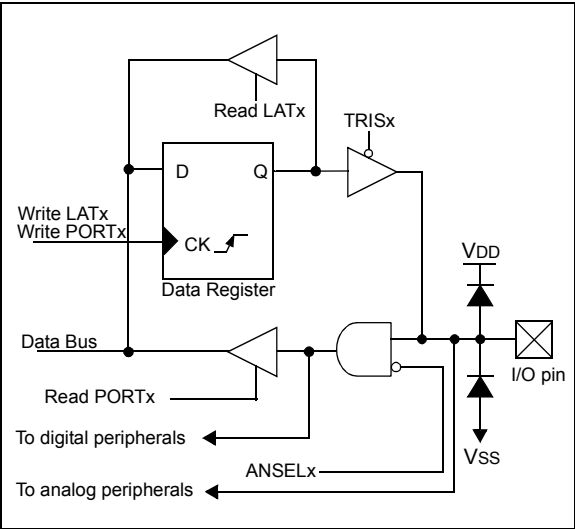 Read LATx
TRISx
D
Q
Write LATx
Write PORTx
CK
VDD
Data Register
Data Bus
I/O pin
Read PORTx
To digital peripherals
VSS
ANSELx
To analog peripherals